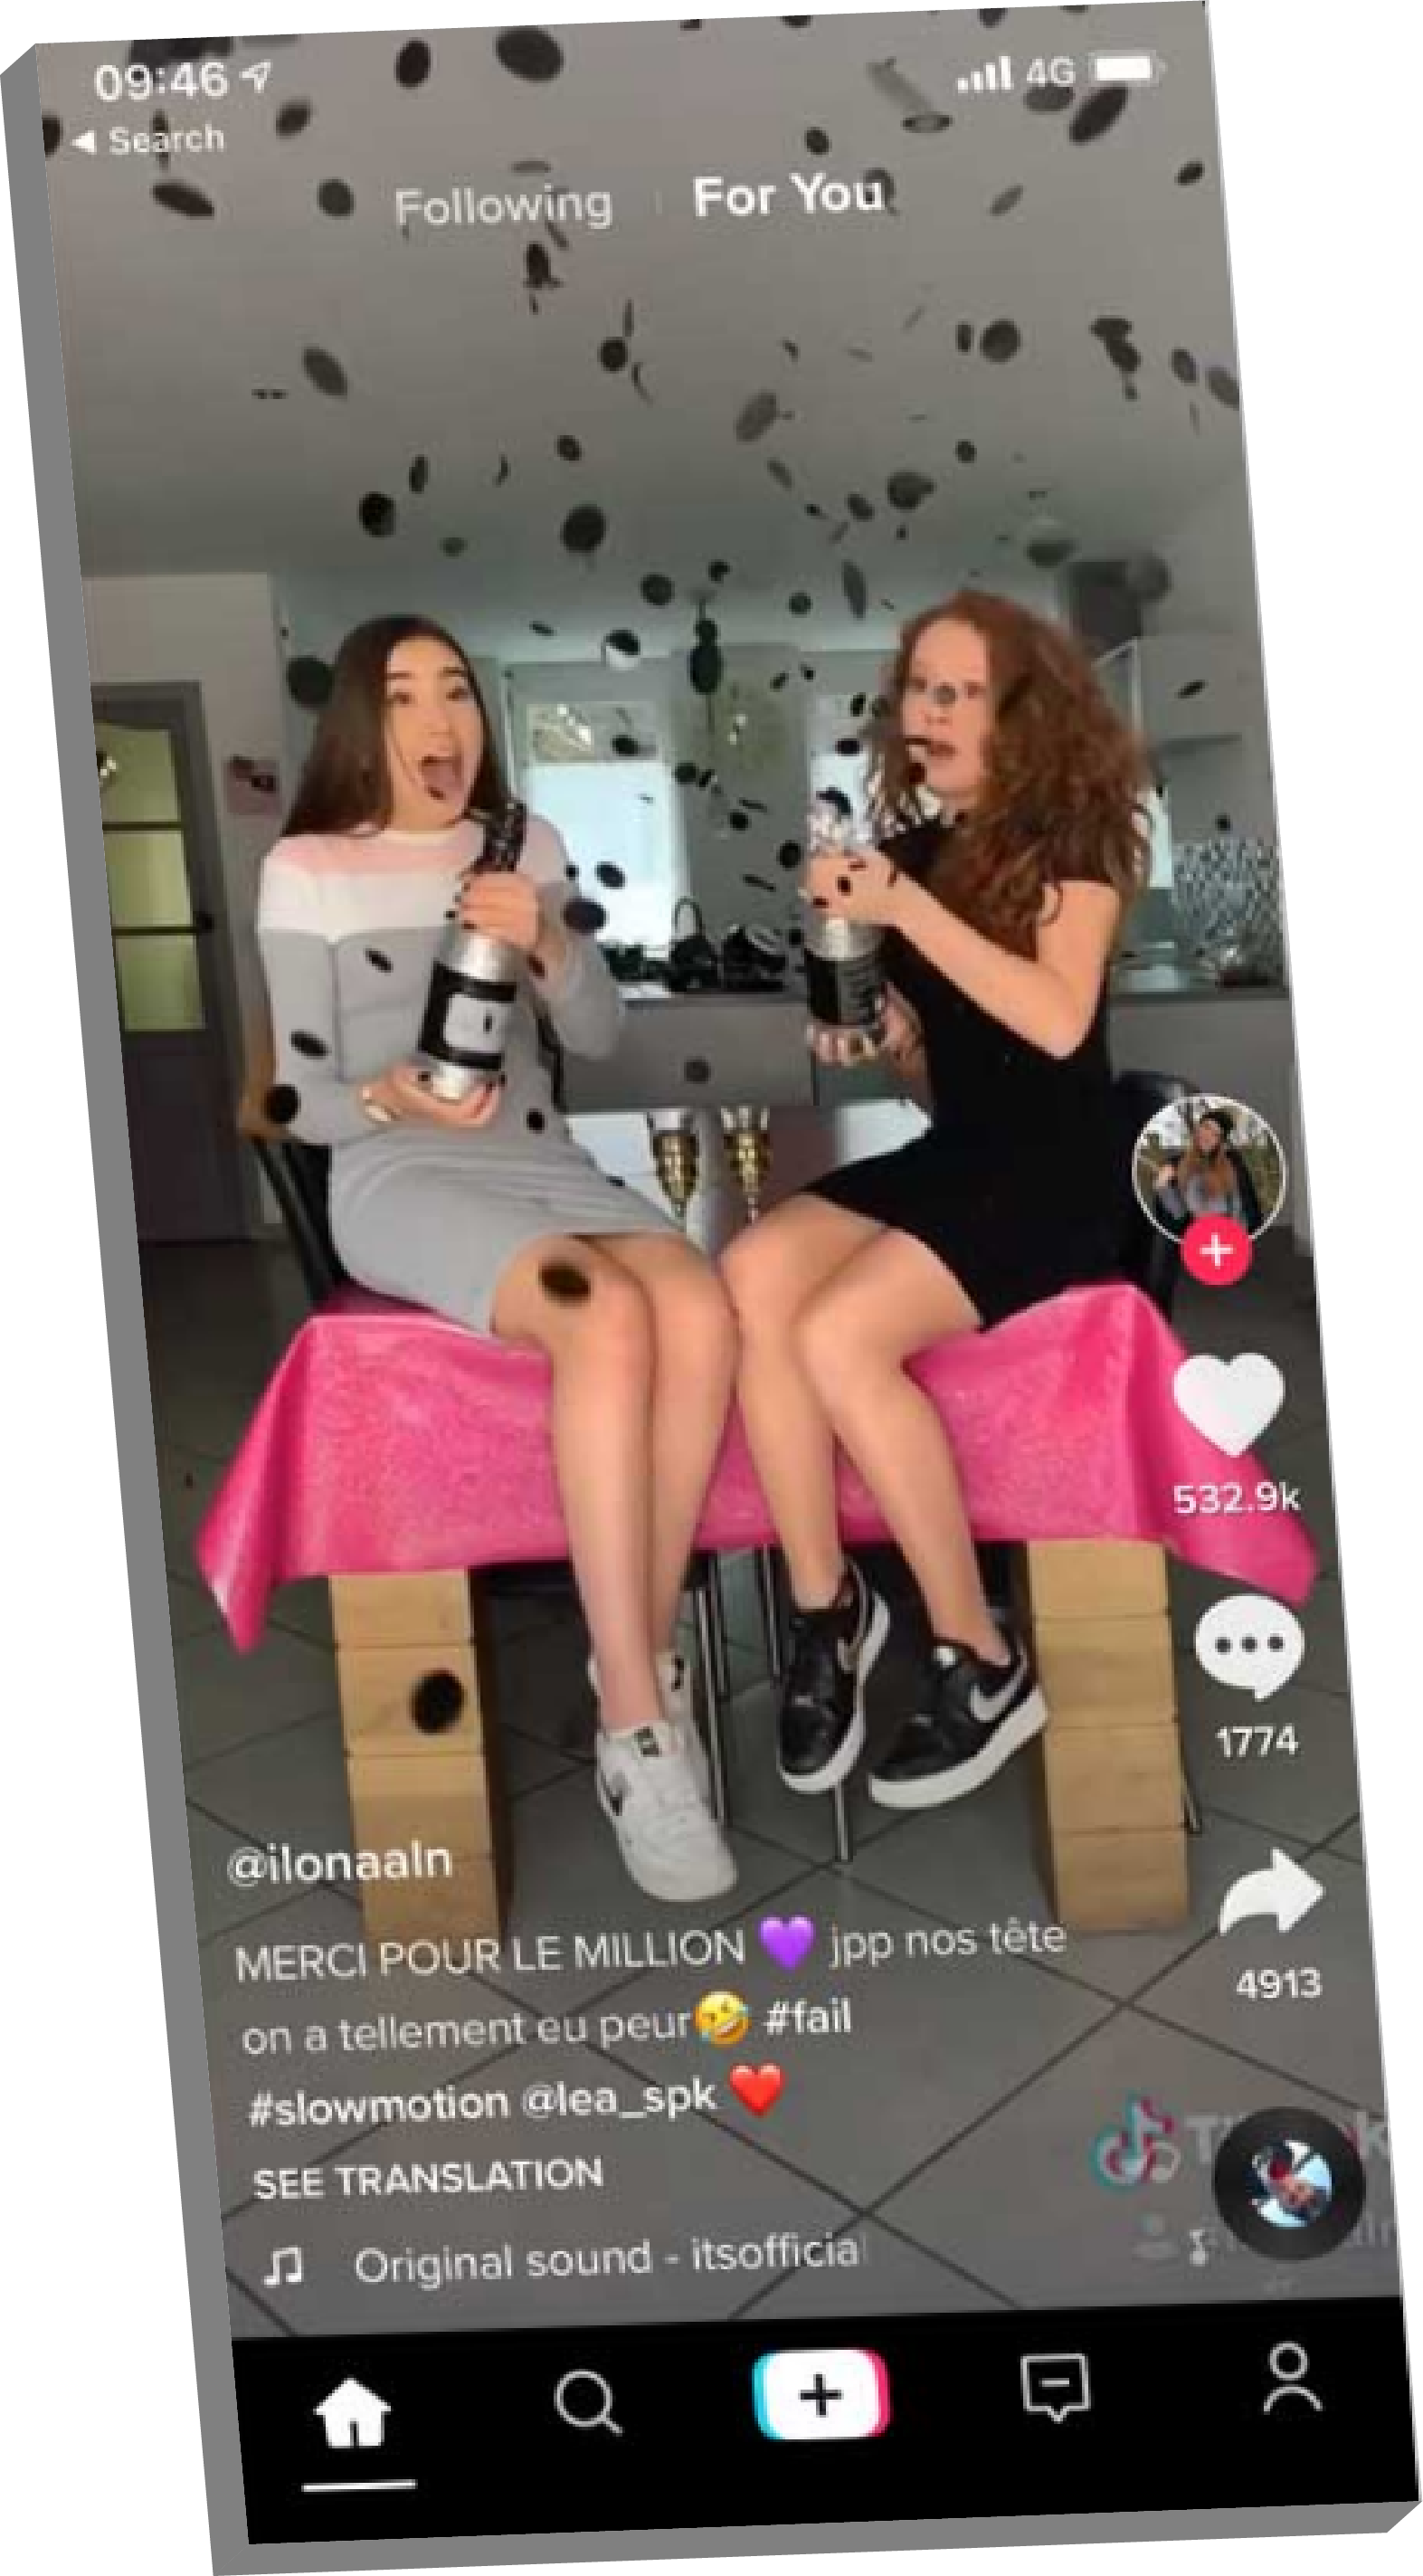 09:46
4G
Search
Following
For You
532.9k
1774
4913
@ilonaaln
MERCI POUR LE MILLION 💜 jpp nos tête
on a tellement eu peur🤣 #fail
#slowmotion @lea_spk ❤️
SEE TRANSLATION
Original sound - itsofficial